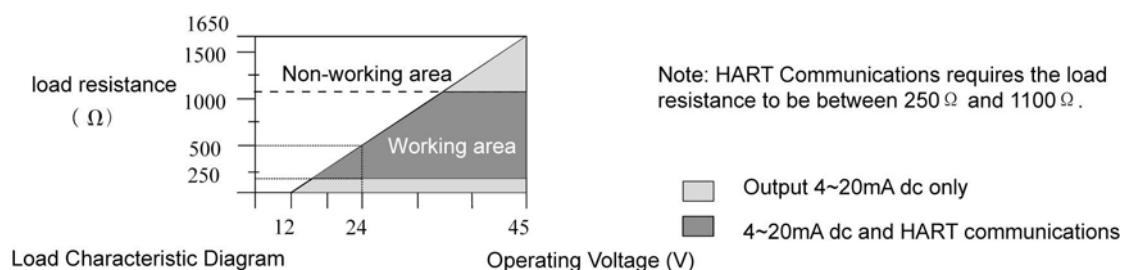 1650
1500
load resistance
( Ω)
Non-working area
1000
500
Working area
250
12
24
45
Load Characteristic Diagram
Operating Voltage (V)
Note: HART Communications requires the load
resistance to be between 250Ω and 1100Ω.
Output 4~20mA dc only
4~20mA dc and HART communications